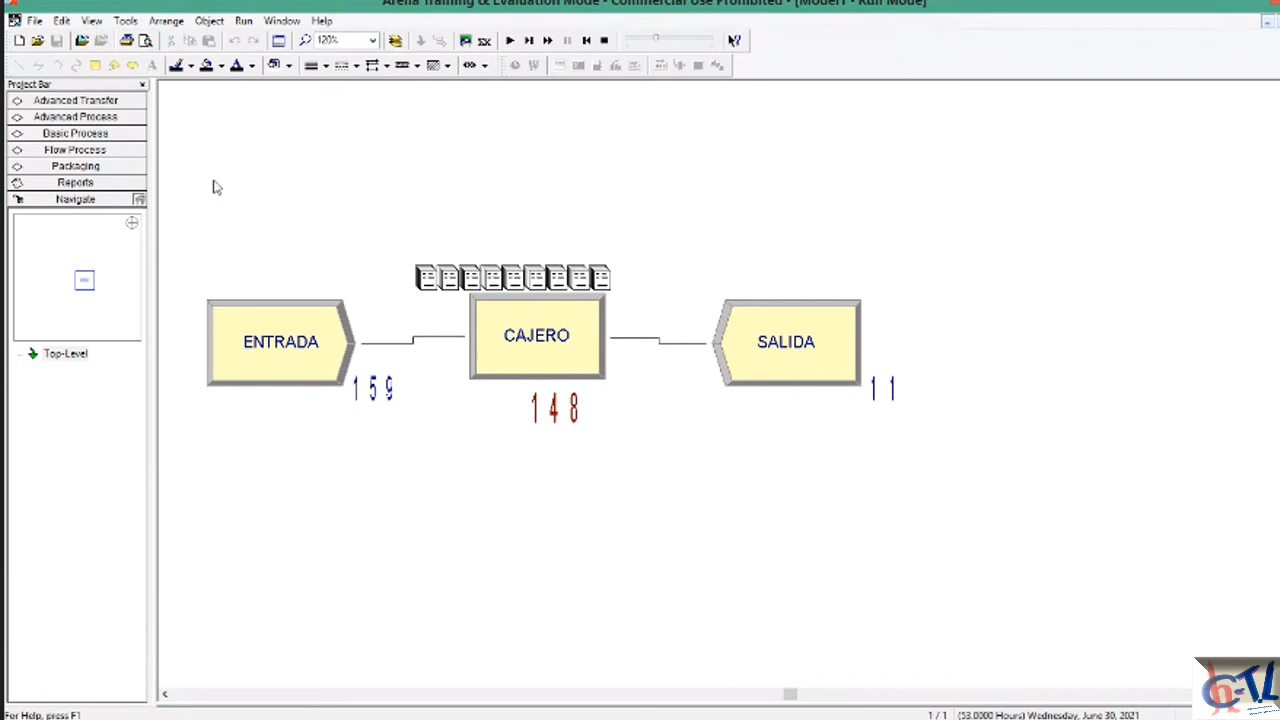 Arena Training & Evaluation Mode - Commercial Use Prohibited - [Model1 - Run Mode]
File Edit View Tools Arrange Object Run Window Help
120%
Project Bar
Advanced Transfer
Advanced Process
Basic Process
Flow Process
Packaging
Reports
Navigate
Top-Level
ENTRADA
CAJERO
SALIDA
159
148
11
For Help, press F1
1 / 1
(53.0000 Hours) Wednesday, June 30, 2021